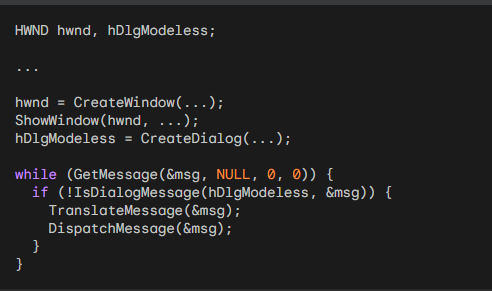 HWND hwnd, hDlgModeless;
...
hwnd = CreateWindow(...);
ShowWindow(hwnd, ...);
hDlgModeless = CreateDialog(...);
while (GetMessage(&msg, NULL, 0, 0)) {
  if (!IsDialogMessage(hDlgModeless, &msg)) {
    TranslateMessage(&msg);
    DispatchMessage(&msg);
  }
}